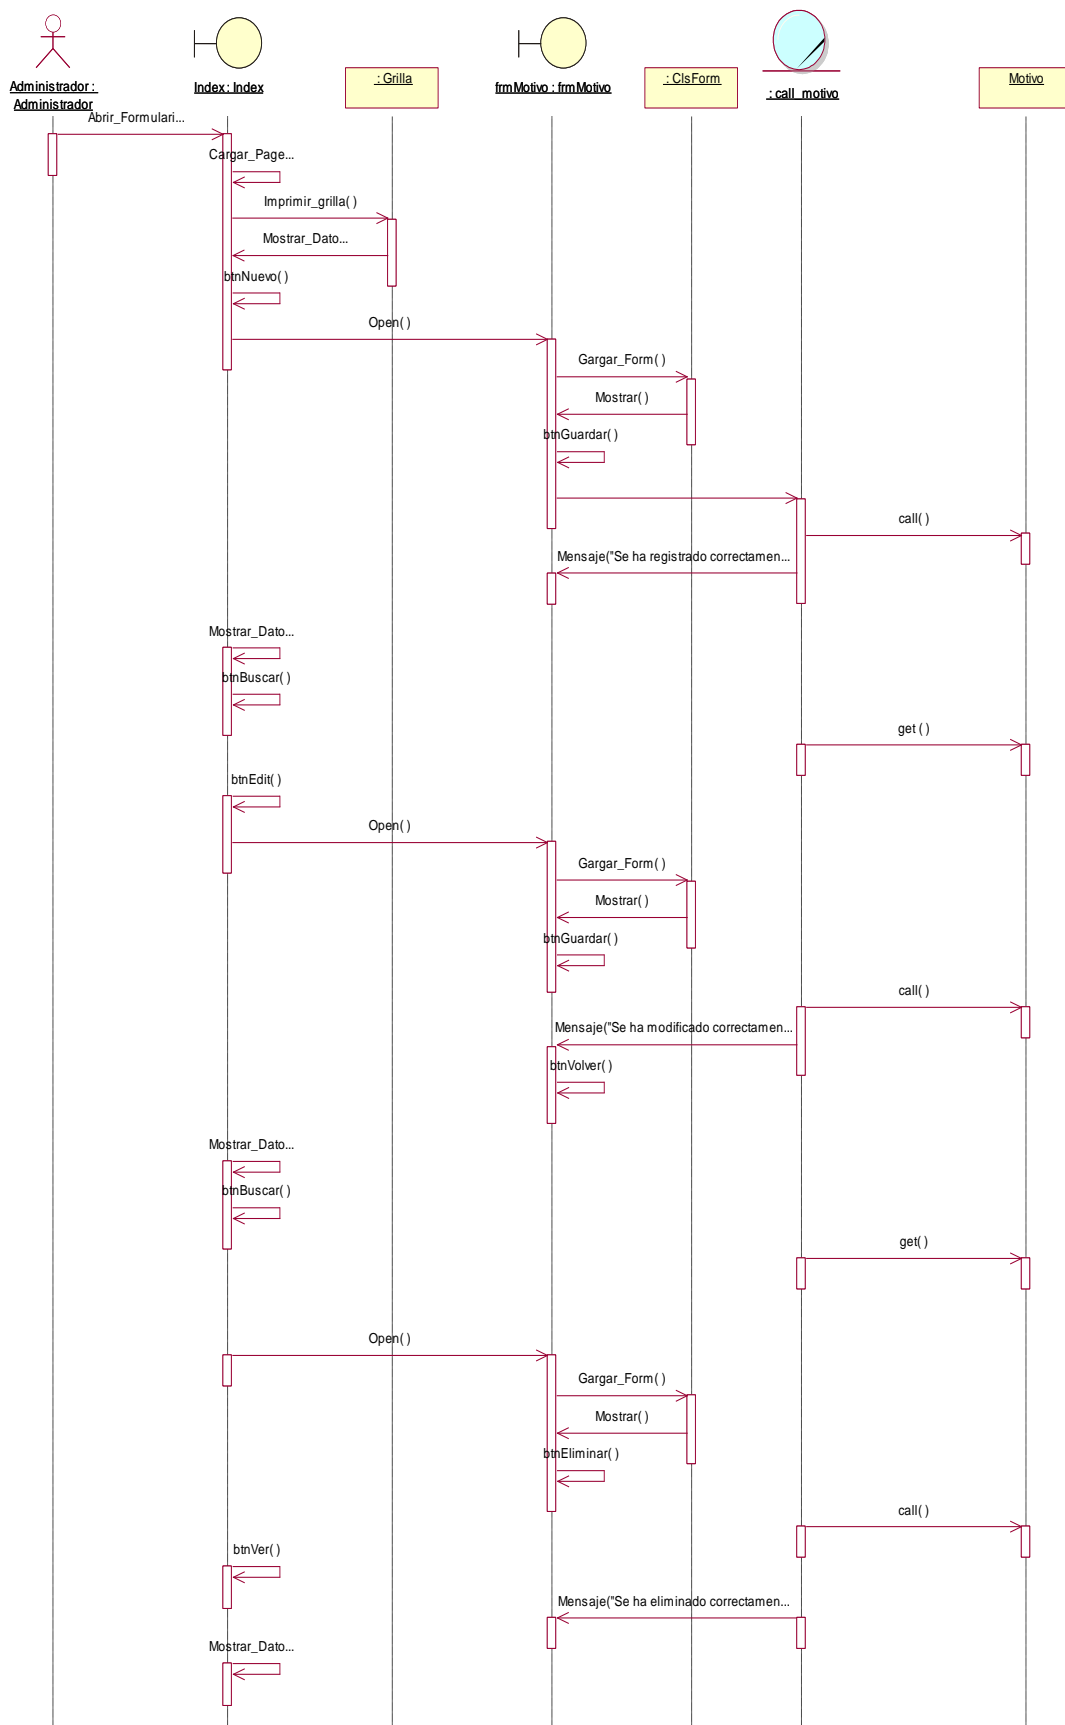 Administrador :
Administrador
Index : Index
: Grilla
frmMotivo : frmMotivo
: ClsForm
: call_motivo
Motivo
Abrir_Formulari...
Cargar_Page...
Imprimir_grilla( )
Mostrar_Dato...
btnNuevo( )
Open( )
Gargar_Form( )
Mostrar( )
btnGuardar( )
call( )
Mensaje("Se ha registrado correctamen...
Mostrar_Dato...
btnBuscar( )
get ( )
btnEdit( )
Open( )
Gargar_Form( )
Mostrar( )
btnGuardar( )
call( )
Mensaje("Se ha modificado correctamen...
btnVolver( )
Mostrar_Dato...
btnBuscar( )
get( )
Open( )
Gargar_Form( )
Mostrar( )
btnEliminar( )
call( )
btnVer( )
Mensaje("Se ha eliminado correctamen...
Mostrar_Dato...